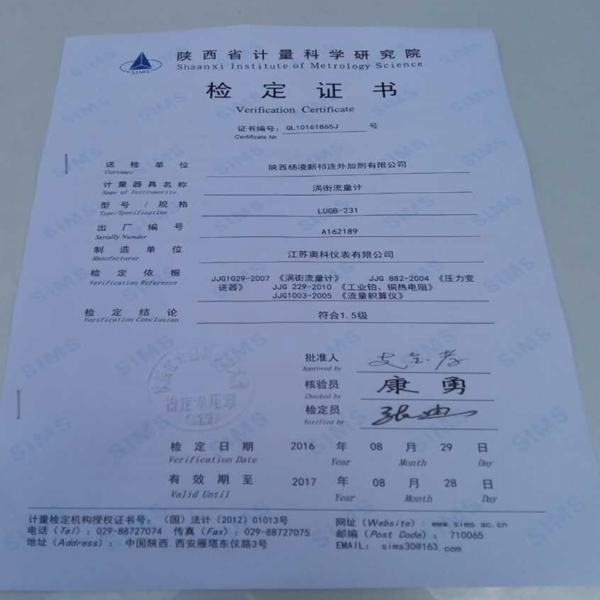 SIMS
陕西省计量科学研究院
Shaanxi Institute of Metrology Science
检定证书
Verification Certificate
证书编号: QL10161865J 号
Certificate No.
送检单位 陕西杨凌新祁连外加剂有限公司
Customer
计量器具名称 涡街流量计
Name of Instruments
型号/规格 LUGB-231
Type/Specification
出厂编号 A162189
Serially Number
制造单位 江苏奥科仪表有限公司
Manufacturer
检定依据 JJG1029-2007 《涡街流量计》 JJG 882-2004 《压力变
Verification Reference 送器》 JJG 229-2010 《工业铂、铜热电阻》
JJG1003-2005 《流量积算仪》
检定结论 符合1.5级
Verification Conclusion
批准人
Approved by
核验员 康勇
Checked by
检定员
Verified by
检定日期 2016 年 08 月 29 日
Verification Date Year Month Day
有效期至 2017 年 08 月 28 日
Valid Until Year Month Day
计量检定机构授权证书号: (国)法计(2012)01013号 网址(Website): www.sims.ac.cn
电话(Tel): 029-88727074 传真(Fax): 029-88727075 邮编(Post Code): 710065
地址(Address): 中国陕西.西安雁塔东仪路3号 EMAIL: sims30@163.com